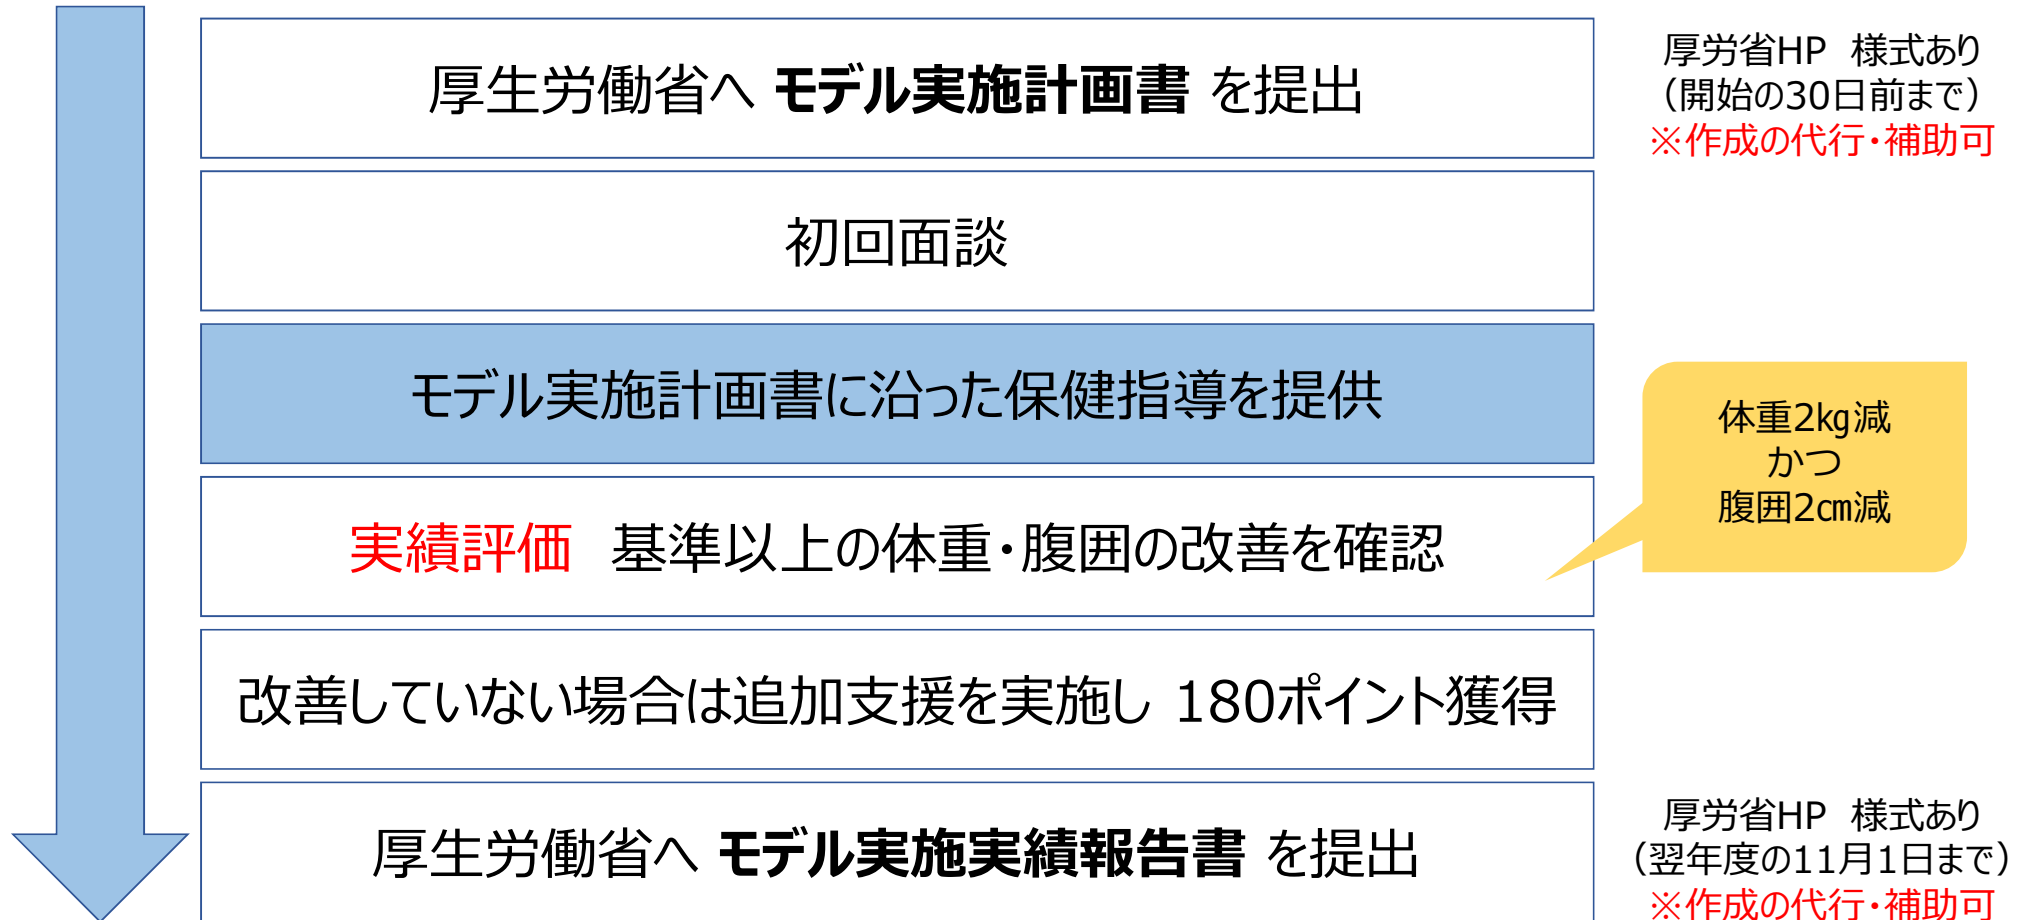 厚生労働省へ モデル実施計画書 を提出
厚労省HP 様式あり
（開始の30日前まで）
※作成の代行・補助可
初回面談
モデル実施計画書に沿った保健指導を提供
体重2㎏減
かつ
腹囲2㎝減
実績評価 基準以上の体重・腹囲の改善を確認
改善していない場合は追加支援を実施し 180ポイント獲得
厚生労働省へ モデル実施実績報告書 を提出
厚労省HP 様式あり
（翌年度の11月1日まで）
※作成の代行・補助可